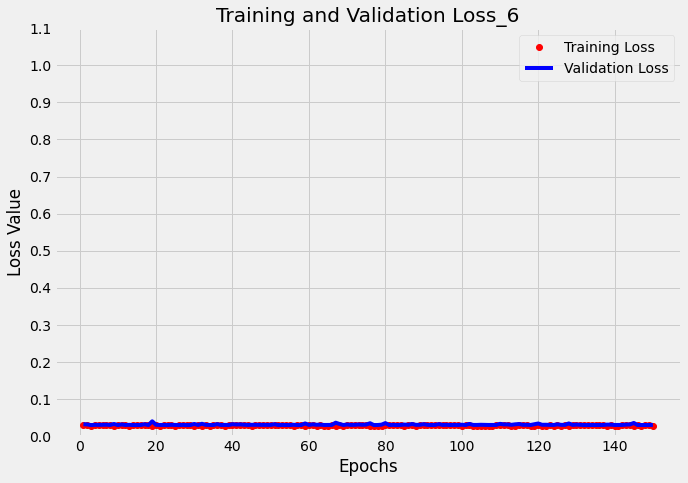 Training and Validation Loss_6
1.1
1.0
0.9
0.8
0.7
0.6
0.5
0.4
0.3
0.2
0.1
0.0
Loss Value
Training Loss
Validation Loss
0 20 40 60 80 100 120 140
Epochs